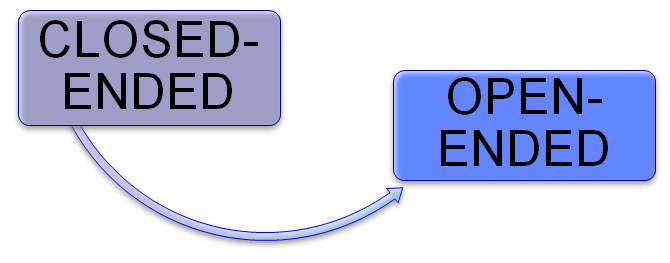 CLOSED-
ENDED
OPEN-
ENDED